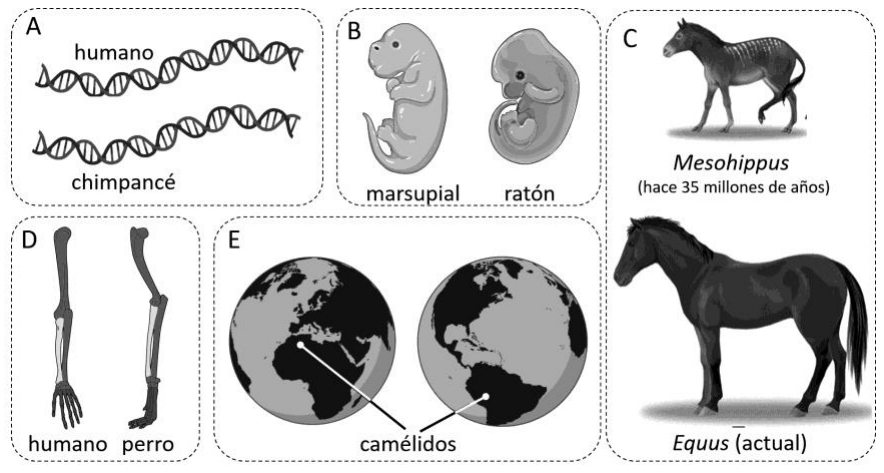 A
humano
chimpancé
B
marsupial
ratón
C
Mesohippus
(hace 35 millones de años)
Equus (actual)
D
humano
perro
E
camélidos